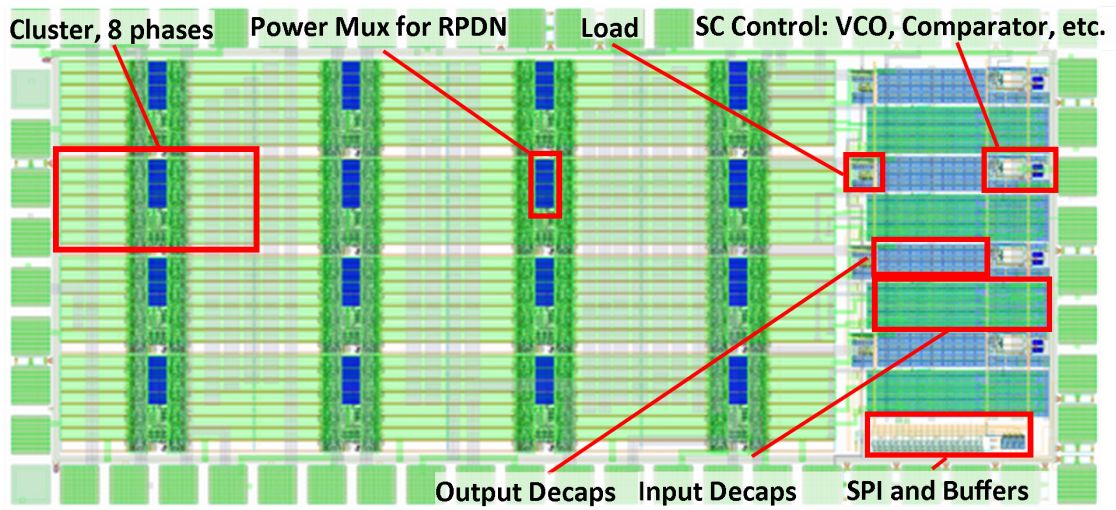 Cluster, 8 phases
Power Mux for RPDN
Load
SC Control: VCO, Comparator, etc.
Output Decaps
Input Decaps
SPI and Buffers